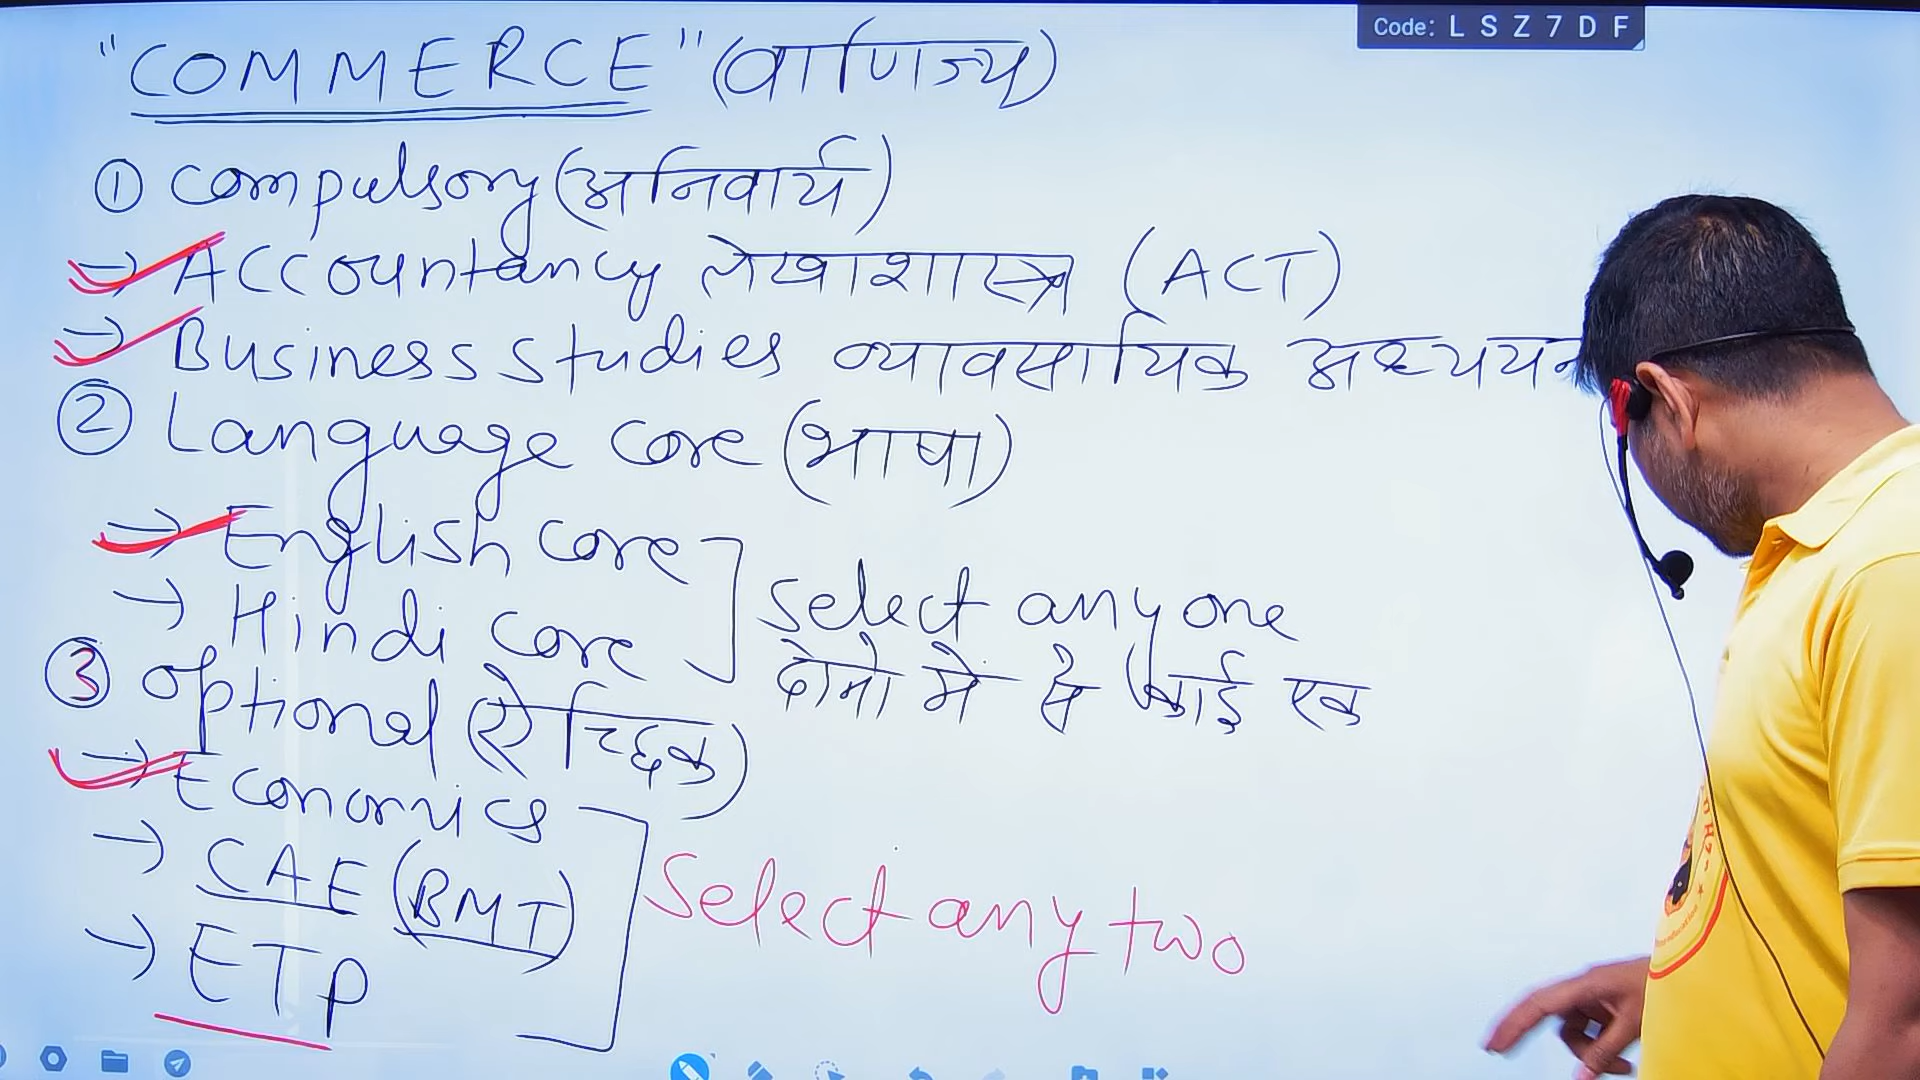 Code: L S Z 7 D F
"COMMERCE" (वाणिज्य)
① Compulsory (अनिवार्य)
→ Accountancy लेखाशास्त्र (ACT)
→ Business studies व्यावसायिक अध्ययन
② Language core (भाषा)
→ English core
→ Hindi core
Select any one
दोनो मे से कोई एक
③ Optional (ऐच्छिक)
→ Economics
→ CAE (BMT)
→ ETP
Select any two